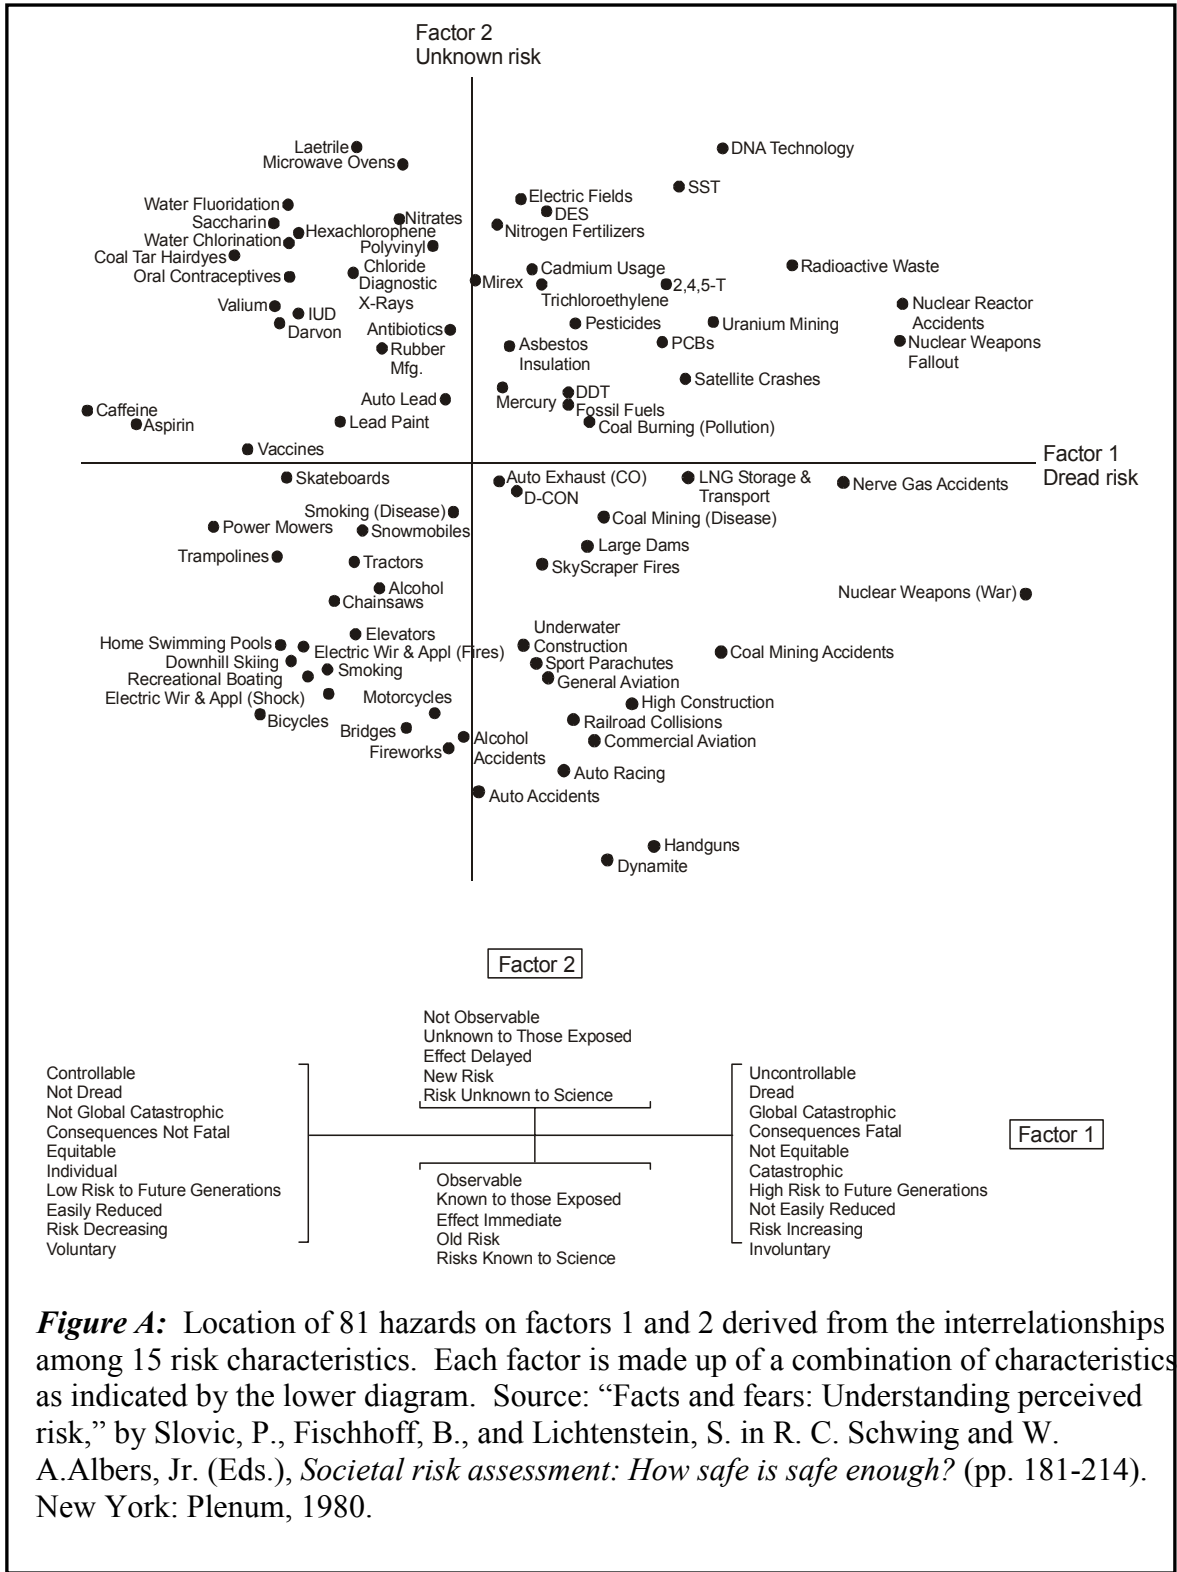 Factor 2
Unknown risk
Laetrile
Microwave Ovens
DNA Technology
SST
Water Fluoridation
Saccharin
Water Chlorination
Coal Tar Hairdyes
Oral Contraceptives
Nitrates
Hexachlorophene
Polyvinyl
Chloride
Diagnostic
X-Rays
Valium
IUD
Darvon
Antibiotics
Rubber
Mfg.
Auto Lead
Lead Paint
Caffeine
Aspirin
Vaccines
Electric Fields
DES
Nitrogen Fertilizers
Mirex
Cadmium Usage
Trichloroethylene
2,4,5-T
Radioactive Waste
Pesticides
Uranium Mining
Nuclear Reactor
Accidents
Asbestos
Insulation
PCBs
Nuclear Weapons
Fallout
Satellite Crashes
Mercury
DDT
Fossil Fuels
Coal Burning (Pollution)
Factor 1
Dread risk
Skateboards
Smoking (Disease)
Power Mowers
Snowmobiles
Trampolines
Tractors
Alcohol
Chainsaws
Elevators
Home Swimming Pools
Electric Wir & Appl (Fires)
Downhill Skiing
Smoking
Recreational Boating
Electric Wir & Appl (Shock)
Motorcycles
Bicycles
Bridges
Fireworks
Alcohol
Accidents
Auto Exhaust (CO)
D-CON
LNG Storage &
Transport
Nerve Gas Accidents
Coal Mining (Disease)
Large Dams
SkyScraper Fires
Nuclear Weapons (War)
Underwater
Construction
Coal Mining Accidents
Sport Parachutes
General Aviation
High Construction
Railroad Collisions
Commercial Aviation
Auto Racing
Auto Accidents
Handguns
Dynamite
Factor 2
Not Observable
Unknown to Those Exposed
Effect Delayed
New Risk
Risk Unknown to Science
Controllable
Not Dread
Not Global Catastrophic
Consequences Not Fatal
Equitable
Individual
Low Risk to Future Generations
Easily Reduced
Risk Decreasing
Voluntary
Uncontrollable
Dread
Global Catastrophic
Consequences Fatal
Not Equitable
Catastrophic
High Risk to Future Generations
Not Easily Reduced
Risk Increasing
Involuntary
Factor 1
Observable
Known to those Exposed
Effect Immediate
Old Risk
Risks Known to Science
Figure A: Location of 81 hazards on factors 1 and 2 derived from the interrelationships
among 15 risk characteristics. Each factor is made up of a combination of characteristics
as indicated by the lower diagram. Source: “Facts and fears: Understanding perceived
risk,” by Slovic, P., Fischhoff, B., and Lichtenstein, S. in R. C. Schwing and W.
A.Albers, Jr. (Eds.), Societal risk assessment: How safe is safe enough? (pp. 181-214).
New York: Plenum, 1980.